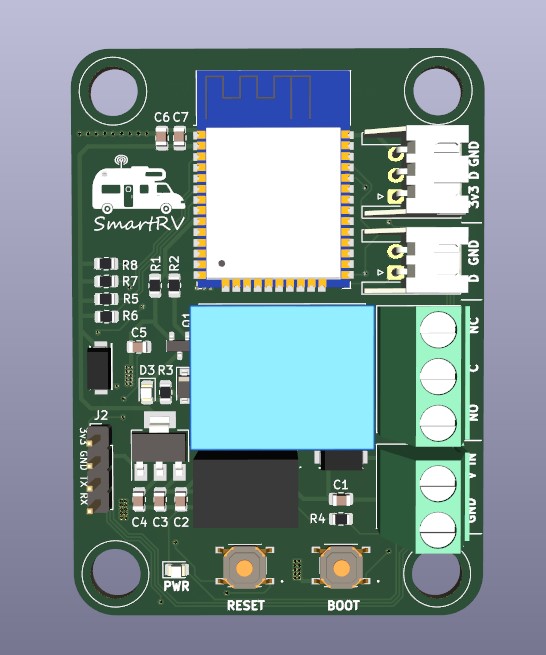 C6 C7
SmartRV
GND
D
3v3
GND
D
R8
R7
R5
R6
R1
R2
C5
D3 R3
NC
C
NO
J2
3v3
GND
TX
RX
V IN
GND
C4 C3 C2
C1
R4
PWR
RESET
BOOT